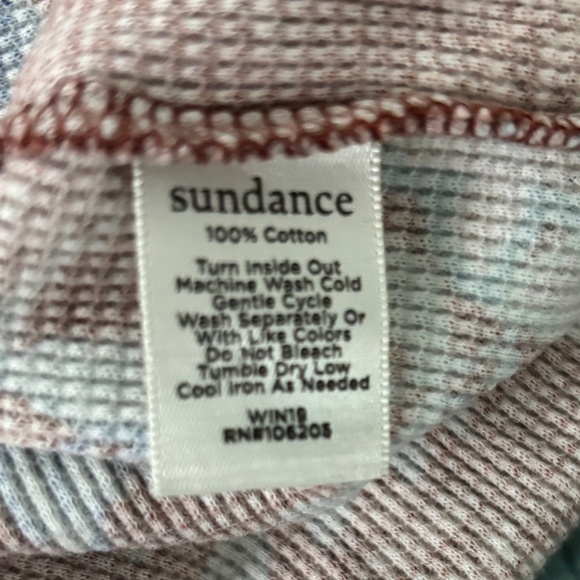 sundance
100% Cotton
Turn Inside Out
Machine Wash Cold
Gentle Cycle
Wash Separately Or
With Like Colors
Do Not Bleach
Tumble Dry Low
Cool Iron As Needed
WIN19
RN#106205